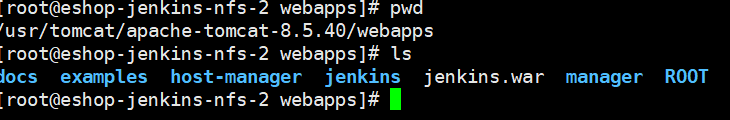 [root@eshop-jenkins-nfs-2 webapps]# pwd
/usr/tomcat/apache-tomcat-8.5.40/webapps
[root@eshop-jenkins-nfs-2 webapps]# ls
docs  examples  host-manager  jenkins  jenkins.war  manager  ROOT
[root@eshop-jenkins-nfs-2 webapps]#